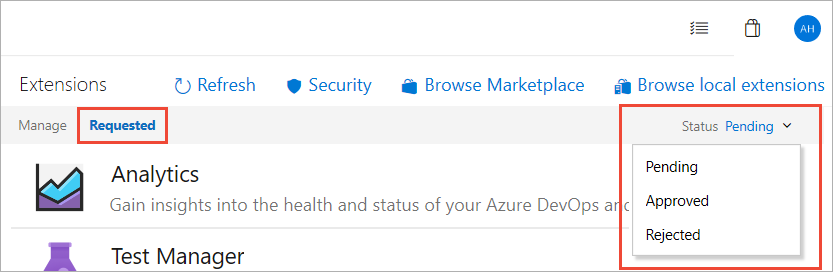 AH
Extensions Refresh Security Browse Marketplace Browse local extensions
Manage Requested Status Pending
Pending
Analytics
Approved
Gain insights into the health and status of your Azure DevOps and
Rejected
Test Manager